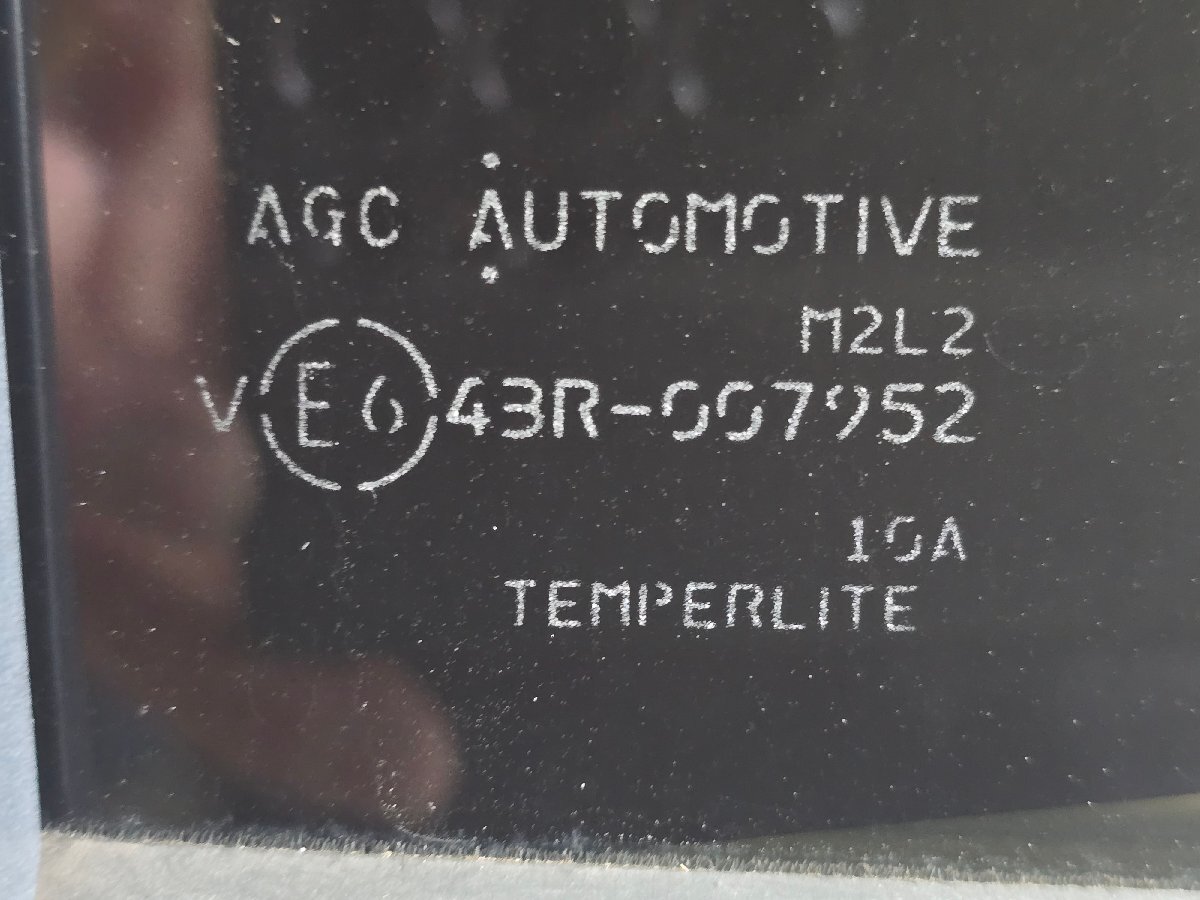 AGC AUTOMOTIVE
M2L2
V E6 43R-007952
10A
TEMPERLITE